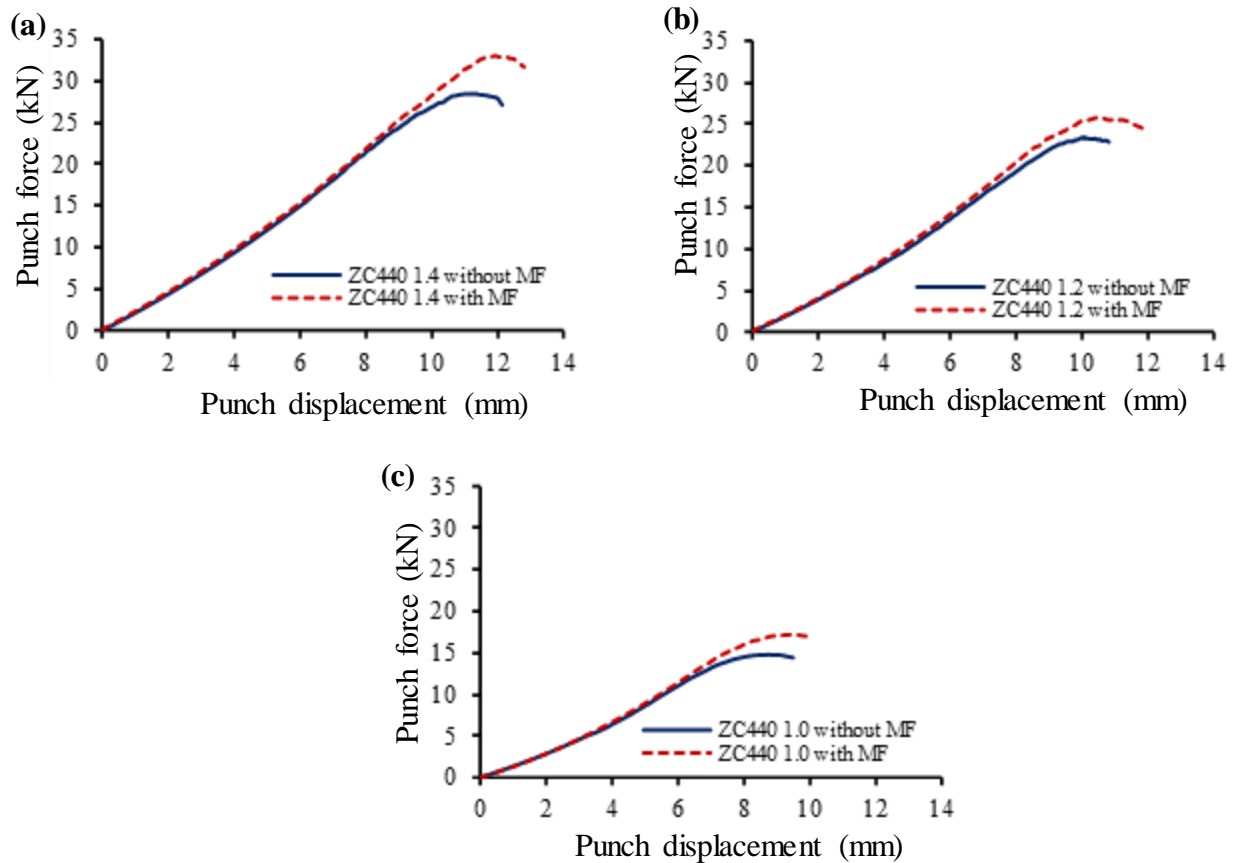 (a)
Punch force (kN)
35
30
25
20
15
10
5
0
ZC440 1.4 without MF
ZC440 1.4 with MF
0 2 4 6 8 10 12 14
Punch displacement (mm)
(b)
Punch force (kN)
35
30
25
20
15
10
5
0
ZC440 1.2 without MF
ZC440 1.2 with MF
0 2 4 6 8 10 12 14
Punch displacement (mm)
(c)
Punch force (kN)
35
30
25
20
15
10
5
0
ZC440 1.0 without MF
ZC440 1.0 with MF
0 2 4 6 8 10 12 14
Punch displacement (mm)